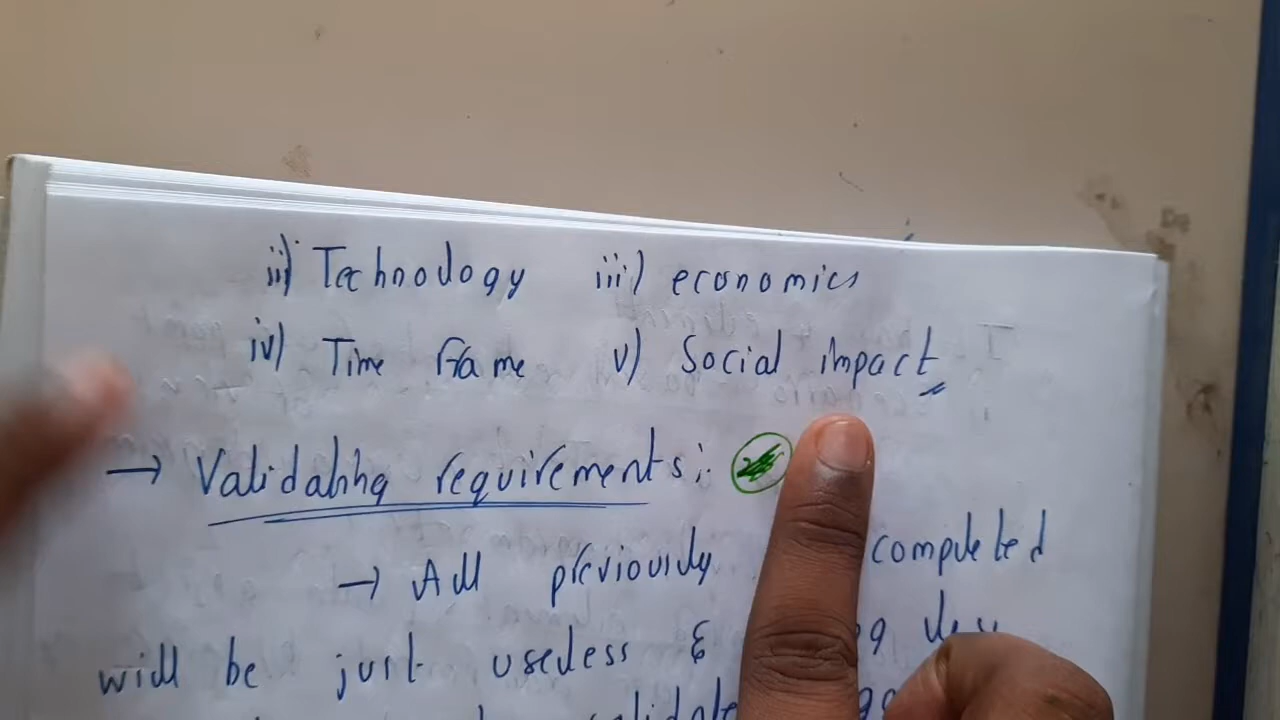 ii) Technology iii) economics
iv) Time frame v) Social impact
→ Validating requirements:
→ All previously completed
will be just useless &